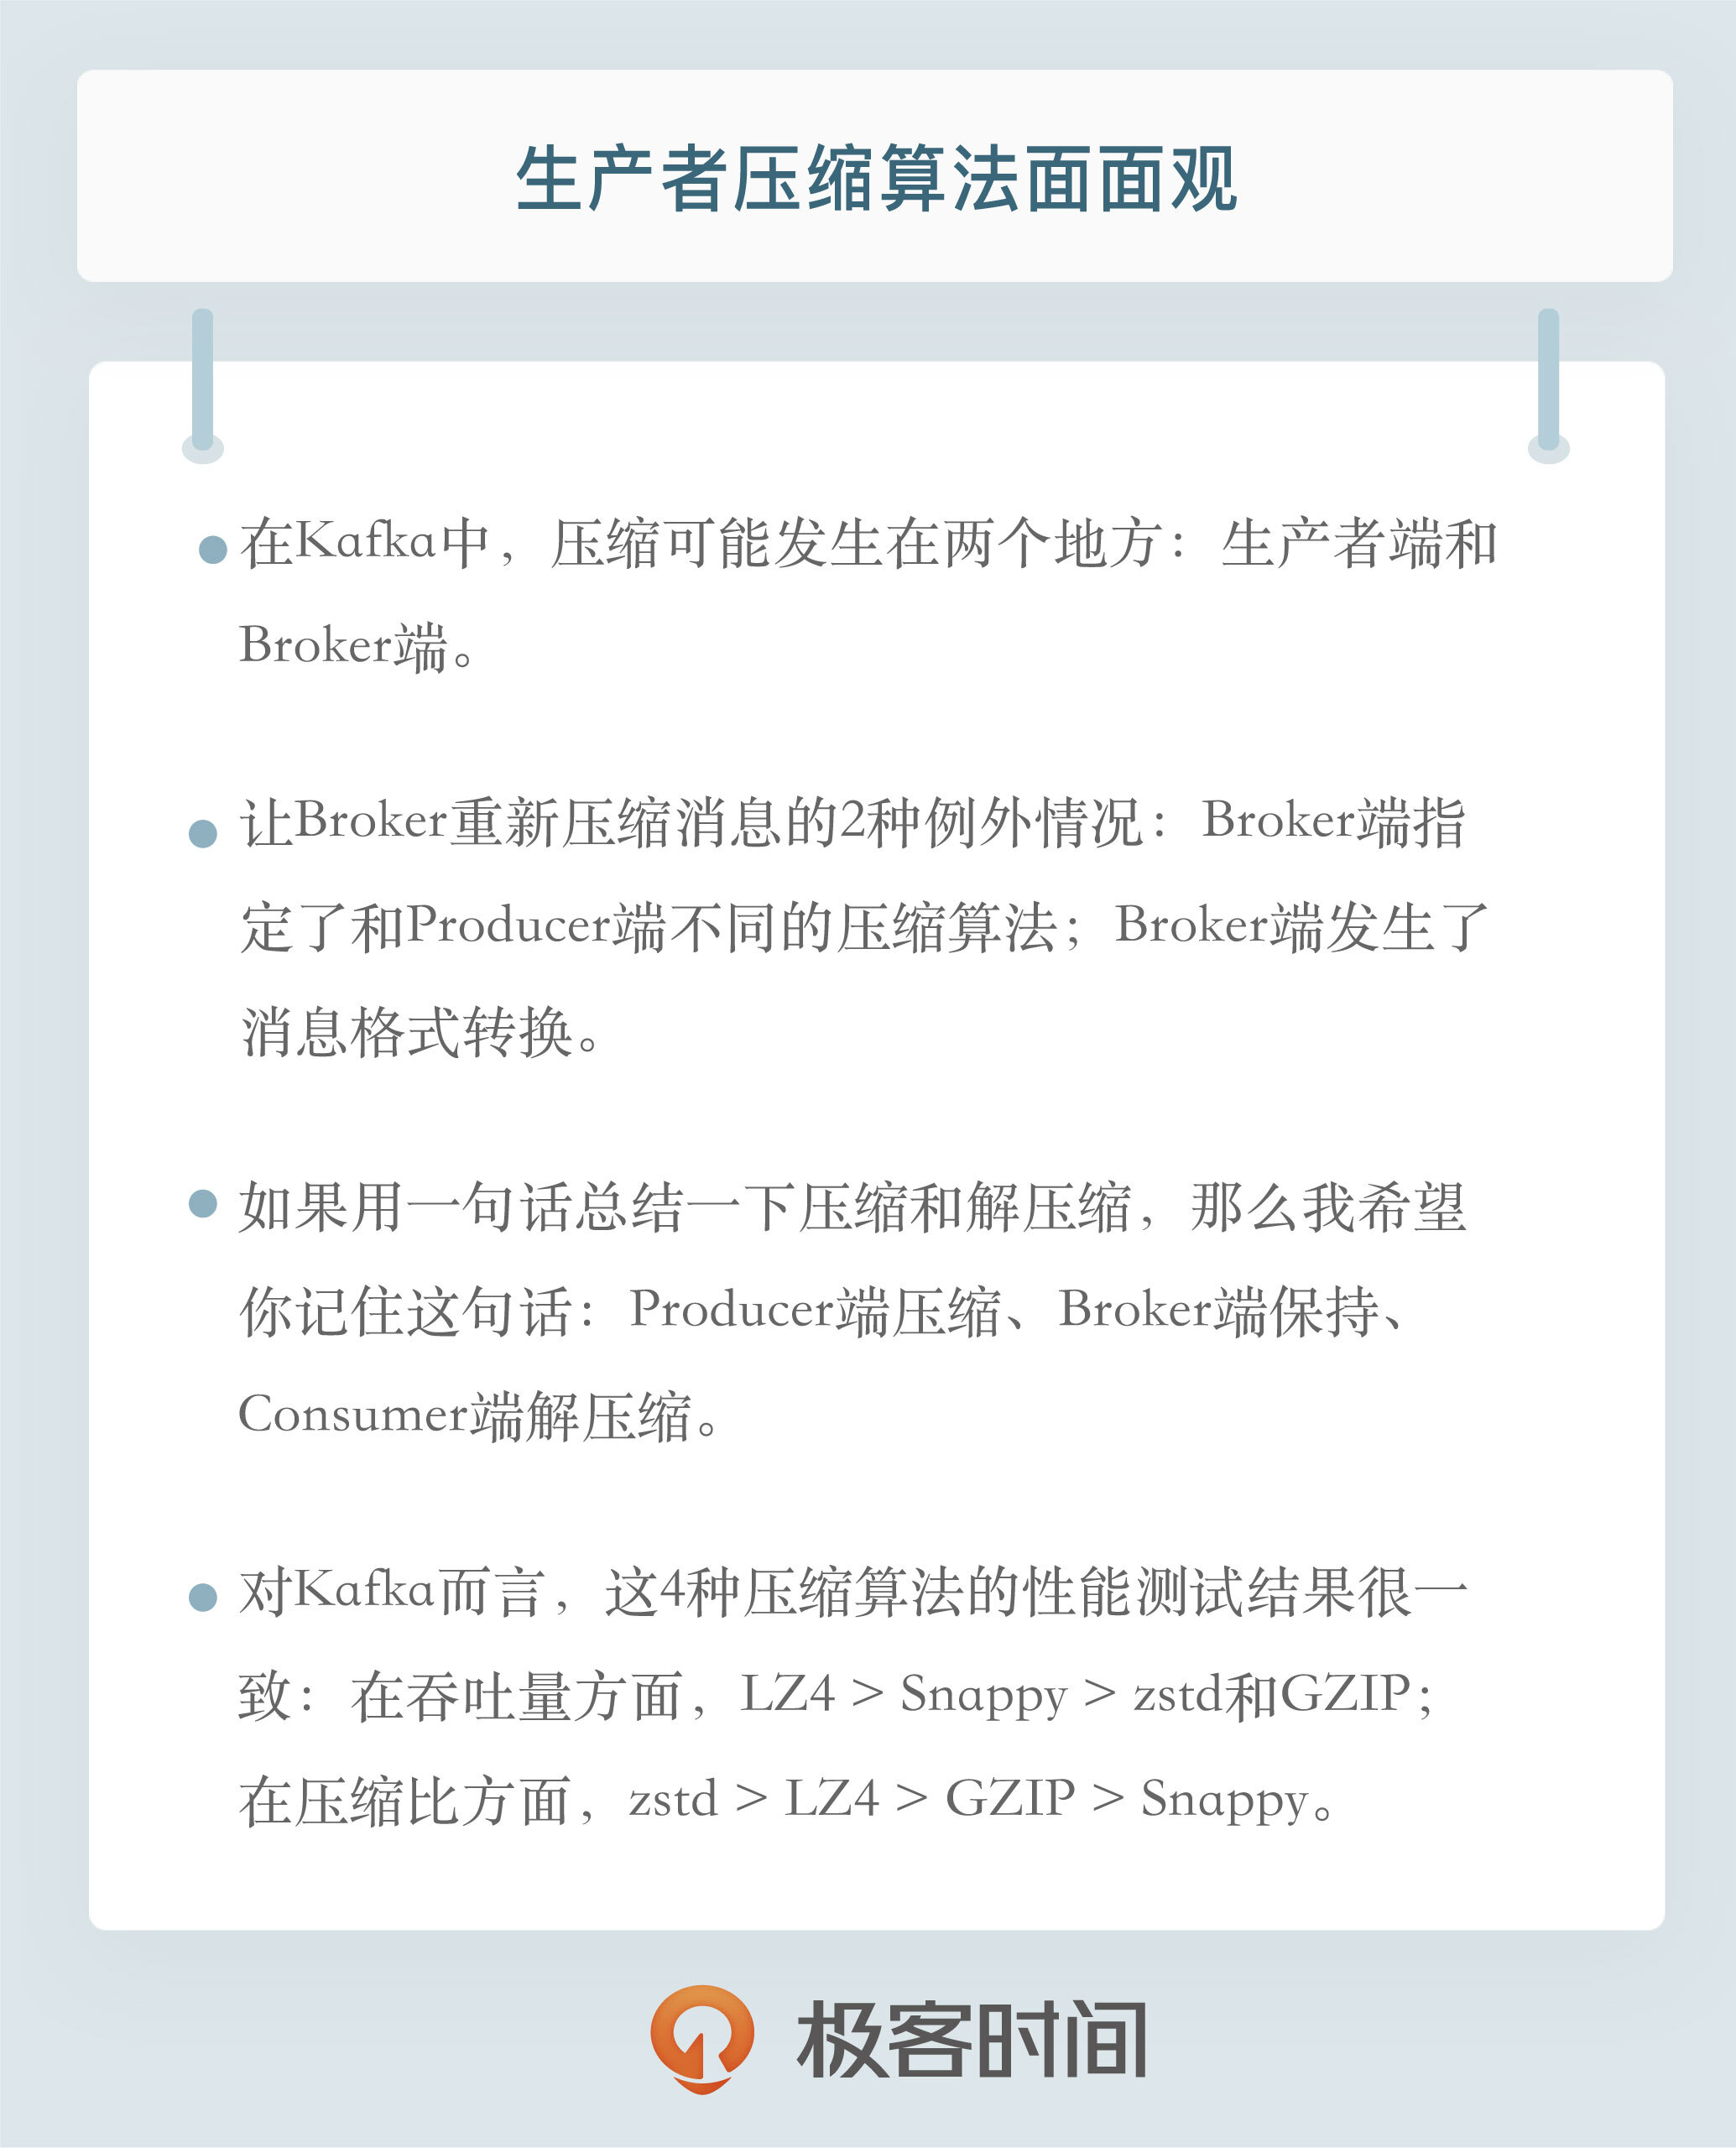 生产者压缩算法面面观
在Kafka中，压缩可能发生在两个地方：生产者端和
Broker端。
让Broker重新压缩消息的2种例外情况：Broker端指
定了和Producer端不同的压缩算法；Broker端发生了
消息格式转换。
如果用一句话总结一下压缩和解压缩，那么我希望
你记住这句话：Producer端压缩、Broker端保持、
Consumer端解压缩。
对Kafka而言，这4种压缩算法的性能测试结果很一
致：在吞吐量方面，LZ4 > Snappy > zstd和GZIP；
在压缩比方面，zstd > LZ4 > GZIP > Snappy。
极客时间